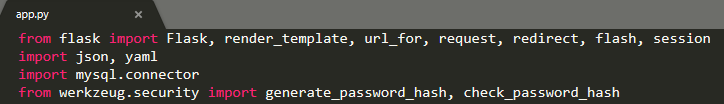 app.py ×
from flask import Flask, render_template, url_for, request, redirect, flash, session
import json, yaml
import mysql.connector
from werkzeug.security import generate_password_hash, check_password_hash